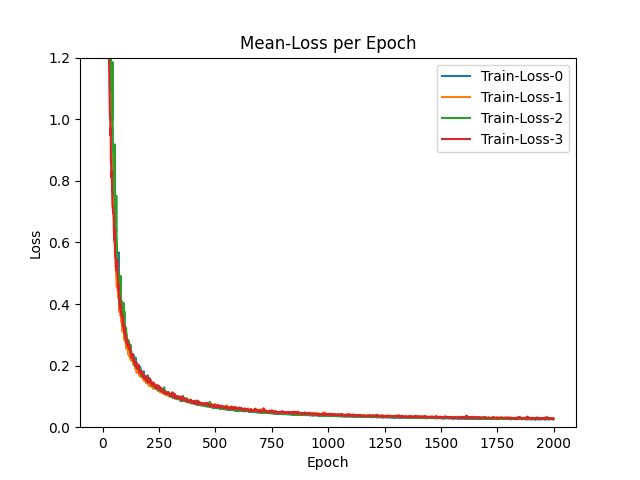 Mean-Loss per Epoch
1.2
1.0
0.8
0.6
0.4
0.2
0.0
Loss
Train-Loss-0
Train-Loss-1
Train-Loss-2
Train-Loss-3
0 250 500 750 1000 1250 1500 1750 2000
Epoch